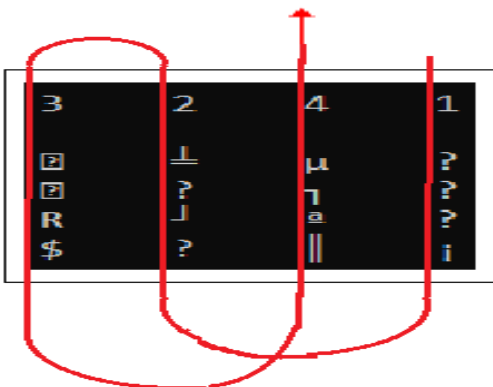 3 2 4 1
⍰ ╩ µ ?
⍰ ? ┐ ?
R ┘ ª ?
$ ? ║ i